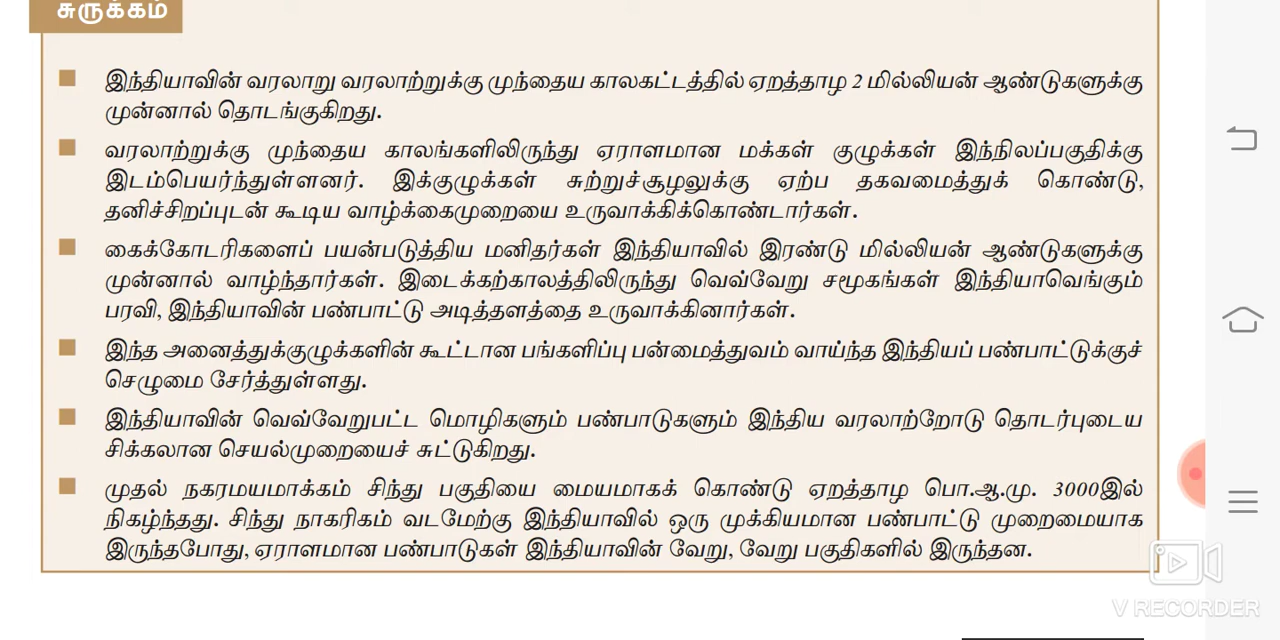 சுருக்கம்
இந்தியாவின் வரலாறு வரலாற்றுக்கு முந்தைய காலகட்டத்தில் ஏறத்தாழ 2 மில்லியன் ஆண்டுகளுக்கு
முன்னால் தொடங்குகிறது.
வரலாற்றுக்கு முந்தைய காலங்களிலிருந்து ஏராளமான மக்கள் குழுக்கள் இந்நிலப்பகுதிக்கு
இடம்பெயர்ந்துள்ளனர். இக்குழுக்கள் சுற்றுச்சூழலுக்கு ஏற்ப தகவமைத்துக் கொண்டு,
தனிச்சிறப்புடன் கூடிய வாழ்க்கைமுறையை உருவாக்கிக்கொண்டார்கள்.
கைக்கோடரிகளைப் பயன்படுத்திய மனிதர்கள் இந்தியாவில் இரண்டு மில்லியன் ஆண்டுகளுக்கு
முன்னால் வாழ்ந்தார்கள். இடைக்கற்காலத்திலிருந்து வெவ்வேறு சமூகங்கள் இந்தியாவெங்கும்
பரவி, இந்தியாவின் பண்பாட்டு அடித்தளத்தை உருவாக்கினார்கள்.
இந்த அனைத்துக்குழுக்களின் கூட்டான பங்களிப்பு பன்மைத்துவம் வாய்ந்த இந்தியப் பண்பாட்டுக்குச்
செழுமை சேர்த்துள்ளது.
இந்தியாவின் வெவ்வேறுபட்ட மொழிகளும் பண்பாடுகளும் இந்திய வரலாற்றோடு தொடர்புடைய
சிக்கலான செயல்முறையைச் சுட்டுகிறது.
முதல் நகரமயமாக்கம் சிந்து பகுதியை மையமாகக் கொண்டு ஏறத்தாழ பொ.ஆ.மு. 3000இல்
நிகழ்ந்தது. சிந்து நாகரிகம் வடமேற்கு இந்தியாவில் ஒரு முக்கியமான பண்பாட்டு முறைமையாக
இருந்தபோது, ஏராளமான பண்பாடுகள் இந்தியாவின் வேறு, வேறு பகுதிகளில் இருந்தன.
V RECORDER